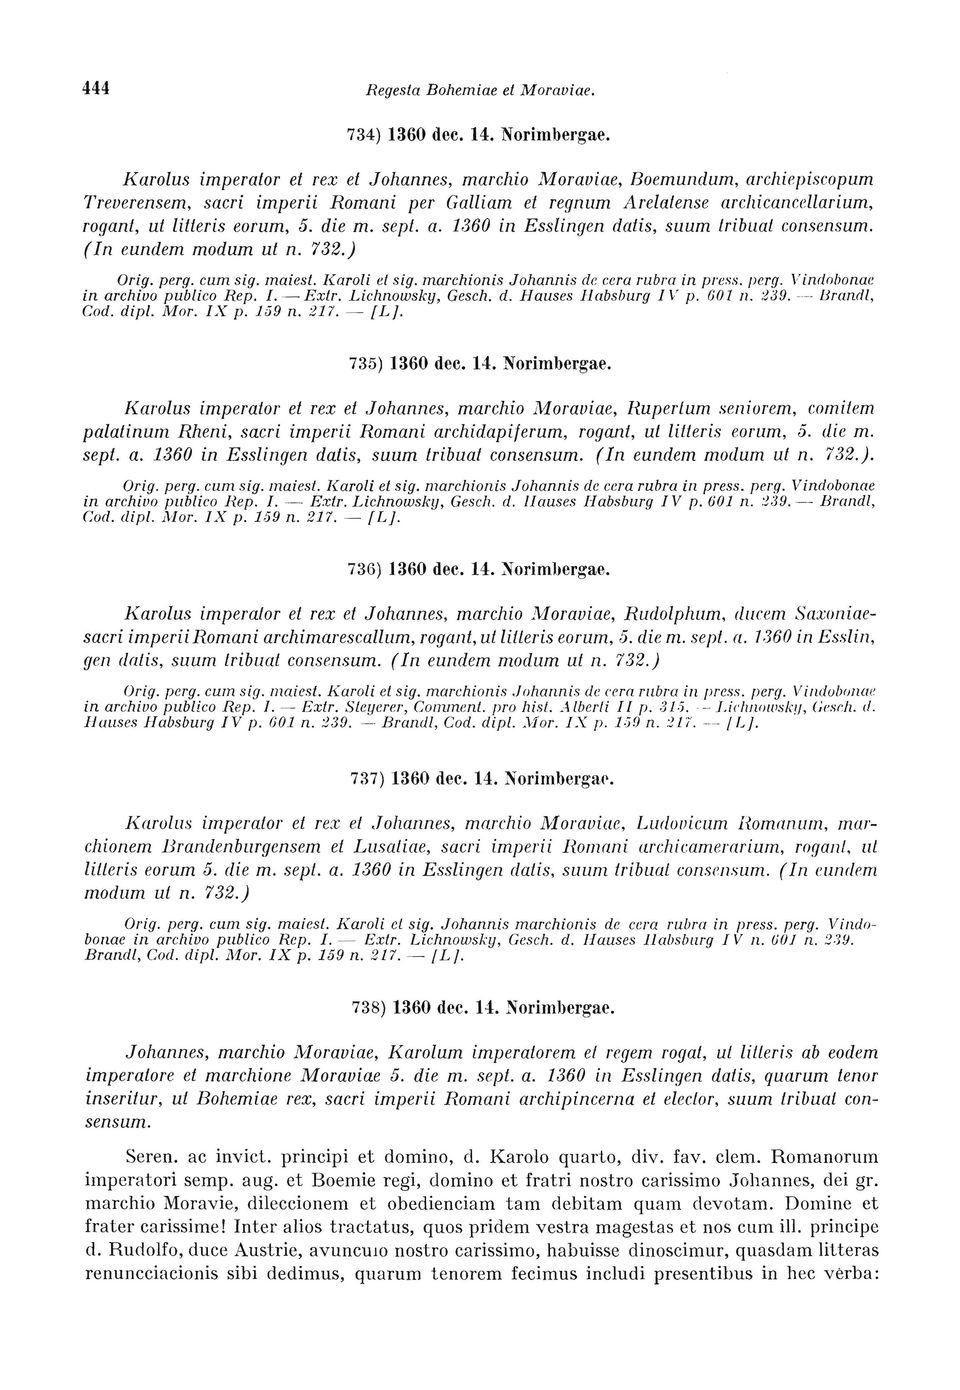 444 Regesta Bohemiae et Moraviae.
734) 1360 dec. 14. Norimbergae.
Karolus imperator et rex et Johannes, marchio Moraviae, Boemundum, archiepiscopum
Treverensem, sacri imperii Romani per Galliam et regnum Arelatense archicancellarium,
rogant, ut litteris eorum, 5. die m. sept. a. 1360 in Esslingen datis, suum tribuat consensum.
(In eundem modum ut n. 732.)
Orig. perg. cum sig. maiest. Karoli et sig. marchionis Johannis de cera rubra in press. perg. Vindobonae
in archivo publico Rep. I. — Extr. Lichnowsky, Gesch. d. Hauses Habsburg IV p. 601 n. 239. — Brandl,
Cod. dipl. Mor. IX p. 159 n. 217. — [L].
735) 1360 dec. 14. Norimbergae.
Karolus imperator et rex et Johannes, marchio Moraviae, Rupertum seniorem, comitem
palatinum Rheni, sacri imperii Romani archidapiferum, rogant, ut litteris eorum, 5. die m.
sept. a. 1360 in Esslingen datis, suum tribuat consensum. (In eundem modum ut n. 732.).
Orig. perg. cum sig. maiest. Karoli et sig. marchionis Johannis de cera rubra in press. perg. Vindobonae
in archivo publico Rep. I. — Extr. Lichnowsky, Gesch. d. Hauses Habsburg IV p. 601 n. 239. — Brandl,
Cod. dipl. Mor. IX p. 159 n. 217. — [L].
736) 1360 dec. 14. Norimbergae.
Karolus imperator et rex et Johannes, marchio Moraviae, Rudolphum, ducem Saxoniae-
sacri imperii Romani archimarescallum, rogant, ut litteris eorum, 5. die m. sept. a. 1360 in Esslin,
gen datis, suum tribuat consensum. (In eundem modum ut n. 732.)
Orig. perg. cum sig. maiest. Karoli et sig. marchionis Johannis de cera rubra in press. perg. Vindobonae
in archivo publico Rep. I. — Extr. Steyerer, Comment. pro hist. Alberti II p. 315. — Lichnowsky, Gesch. d.
Hauses Habsburg IV p. 601 n. 239. — Brandl, Cod. dipl. Mor. IX p. 159 n. 217. — [L].
737) 1360 dec. 14. Norimbergae.
Karolus imperator et rex et Johannes, marchio Moraviae, Ludovicum Romanum, mar-
chionem Brandenburgensem et Lusatiae, sacri imperii Romani archicamerarium, rogant, ut
litteris eorum 5. die m. sept. a. 1360 in Esslingen datis, suum tribuat consensum. (In eundem
modum ut n. 732.)
Orig. perg. cum sig. maiest. Karoli et sig. Johannis marchionis de cera rubra in press. perg. Vindo-
bonae in archivo publico Rep. I. — Extr. Lichnowsky, Gesch. d. Hauses Habsburg IV n. 601 n. 239.
Brandl, Cod. dipl. Mor. IX p. 159 n. 217. — [L].
738) 1360 dec. 14. Norimbergae.
Johannes, marchio Moraviae, Karolum imperatorem et regem rogat, ut litteris ab eodem
imperatore et marchione Moraviae 5. die m. sept. a. 1360 in Esslingen datis, quarum tenor
inseritur, ut Bohemiae rex, sacri imperii Romani archipincerna et elector, suum tribuat con-
sensum.
Seren. ac invict. principi et domino, d. Karolo quarto, div. fav. clem. Romanorum
imperatori semp. aug. et Boemie regi, domino et fratri nostro carissimo Johannes, dei gr.
marchio Moravie, dileccionem et obedienciam tam debitam quam devotam. Domine et
frater carissime! Inter alios tractatus, quos pridem vestra magestas et nos cum ill. principe
d. Rudolfo, duce Austrie, avunculo nostro carissimo, habuisse dinoscimur, quasdam litteras
renuncciacionis sibi dedimus, quarum tenorem fecimus includi presentibus in hec verba: